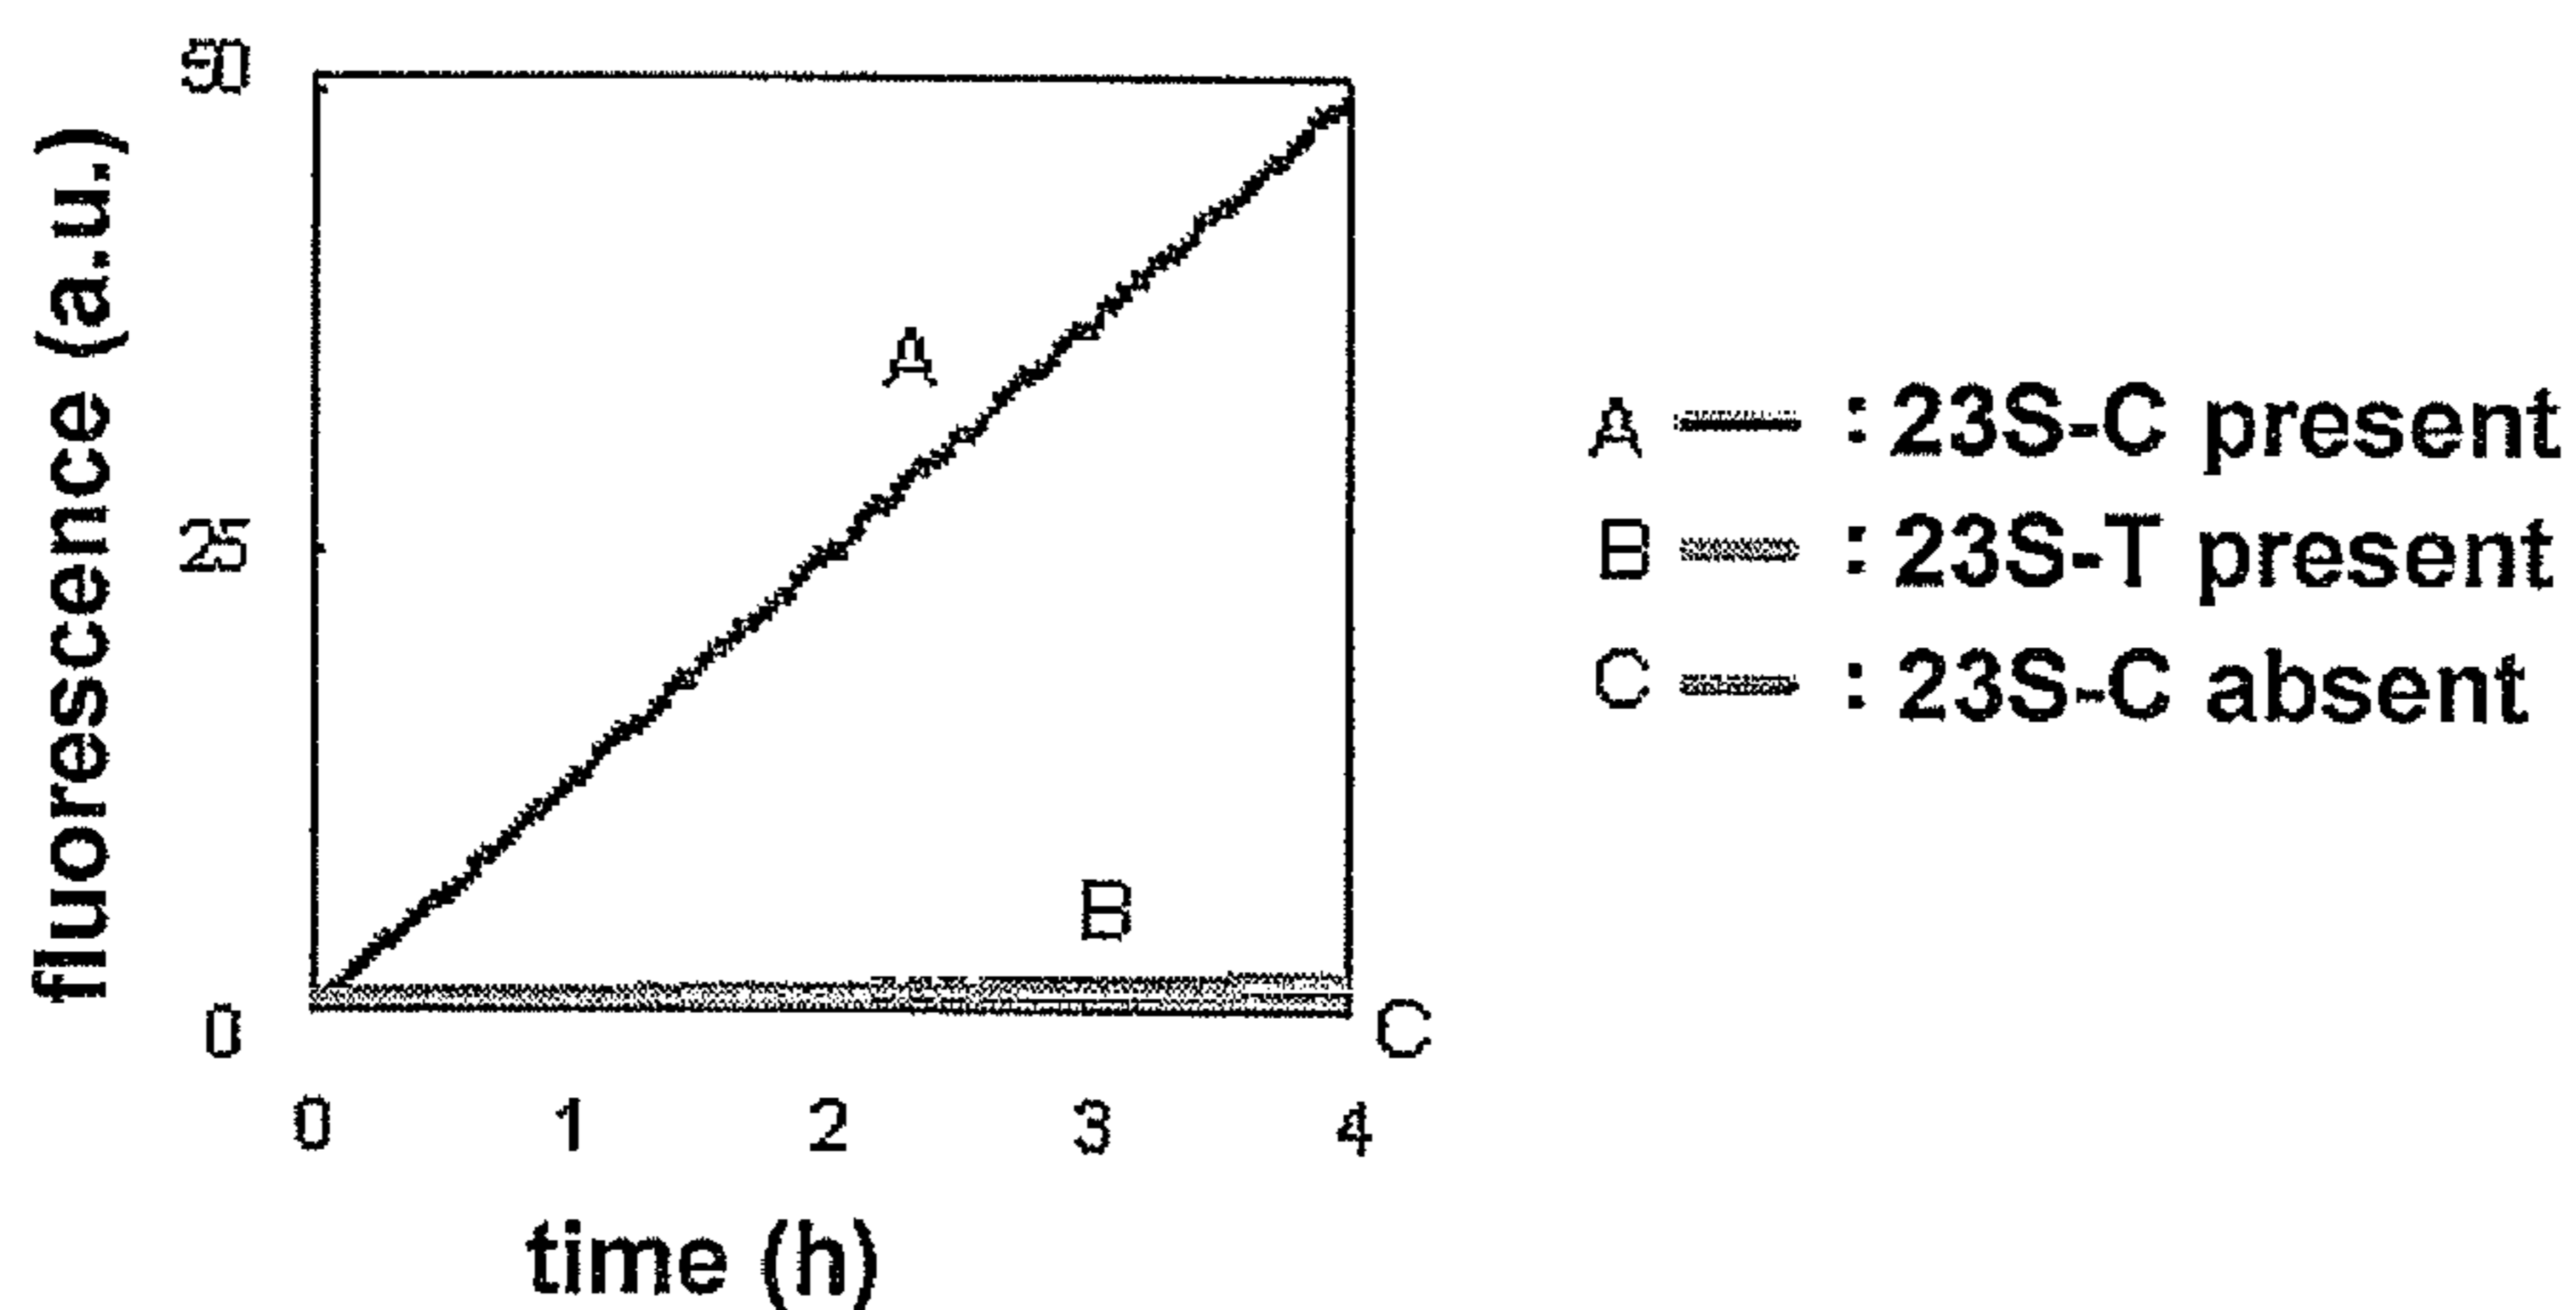 50
fluorescence (a.u.)
A
25
B
0
C
0 1 2 3 4
time (h)
A : 23S-C present
B : 23S-T present
C : 23S-C absent